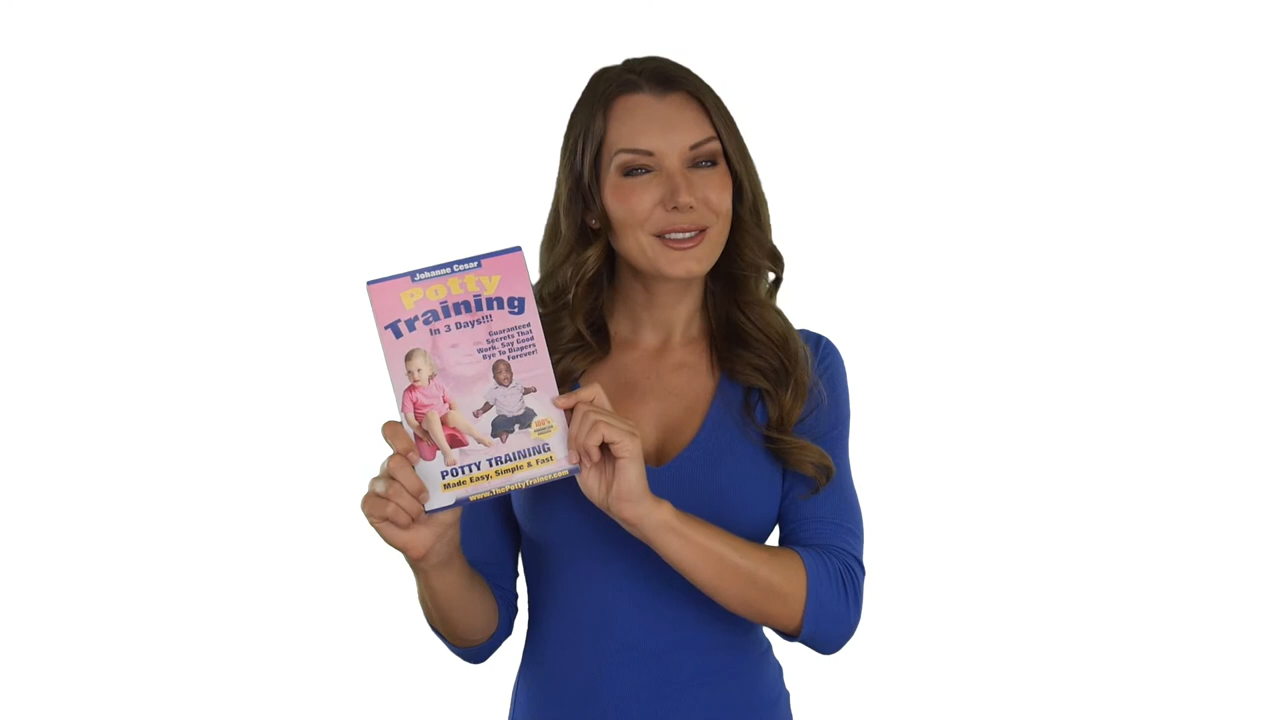 Johanne Cesar
Potty
Training
In 3 Days!!!
Guaranteed
Secrets That
Work. Say Good
Bye To Diapers
Forever!
100%
POTTY TRAINING
Made Easy, Simple & Fast
www.ThePottyTrainer.com